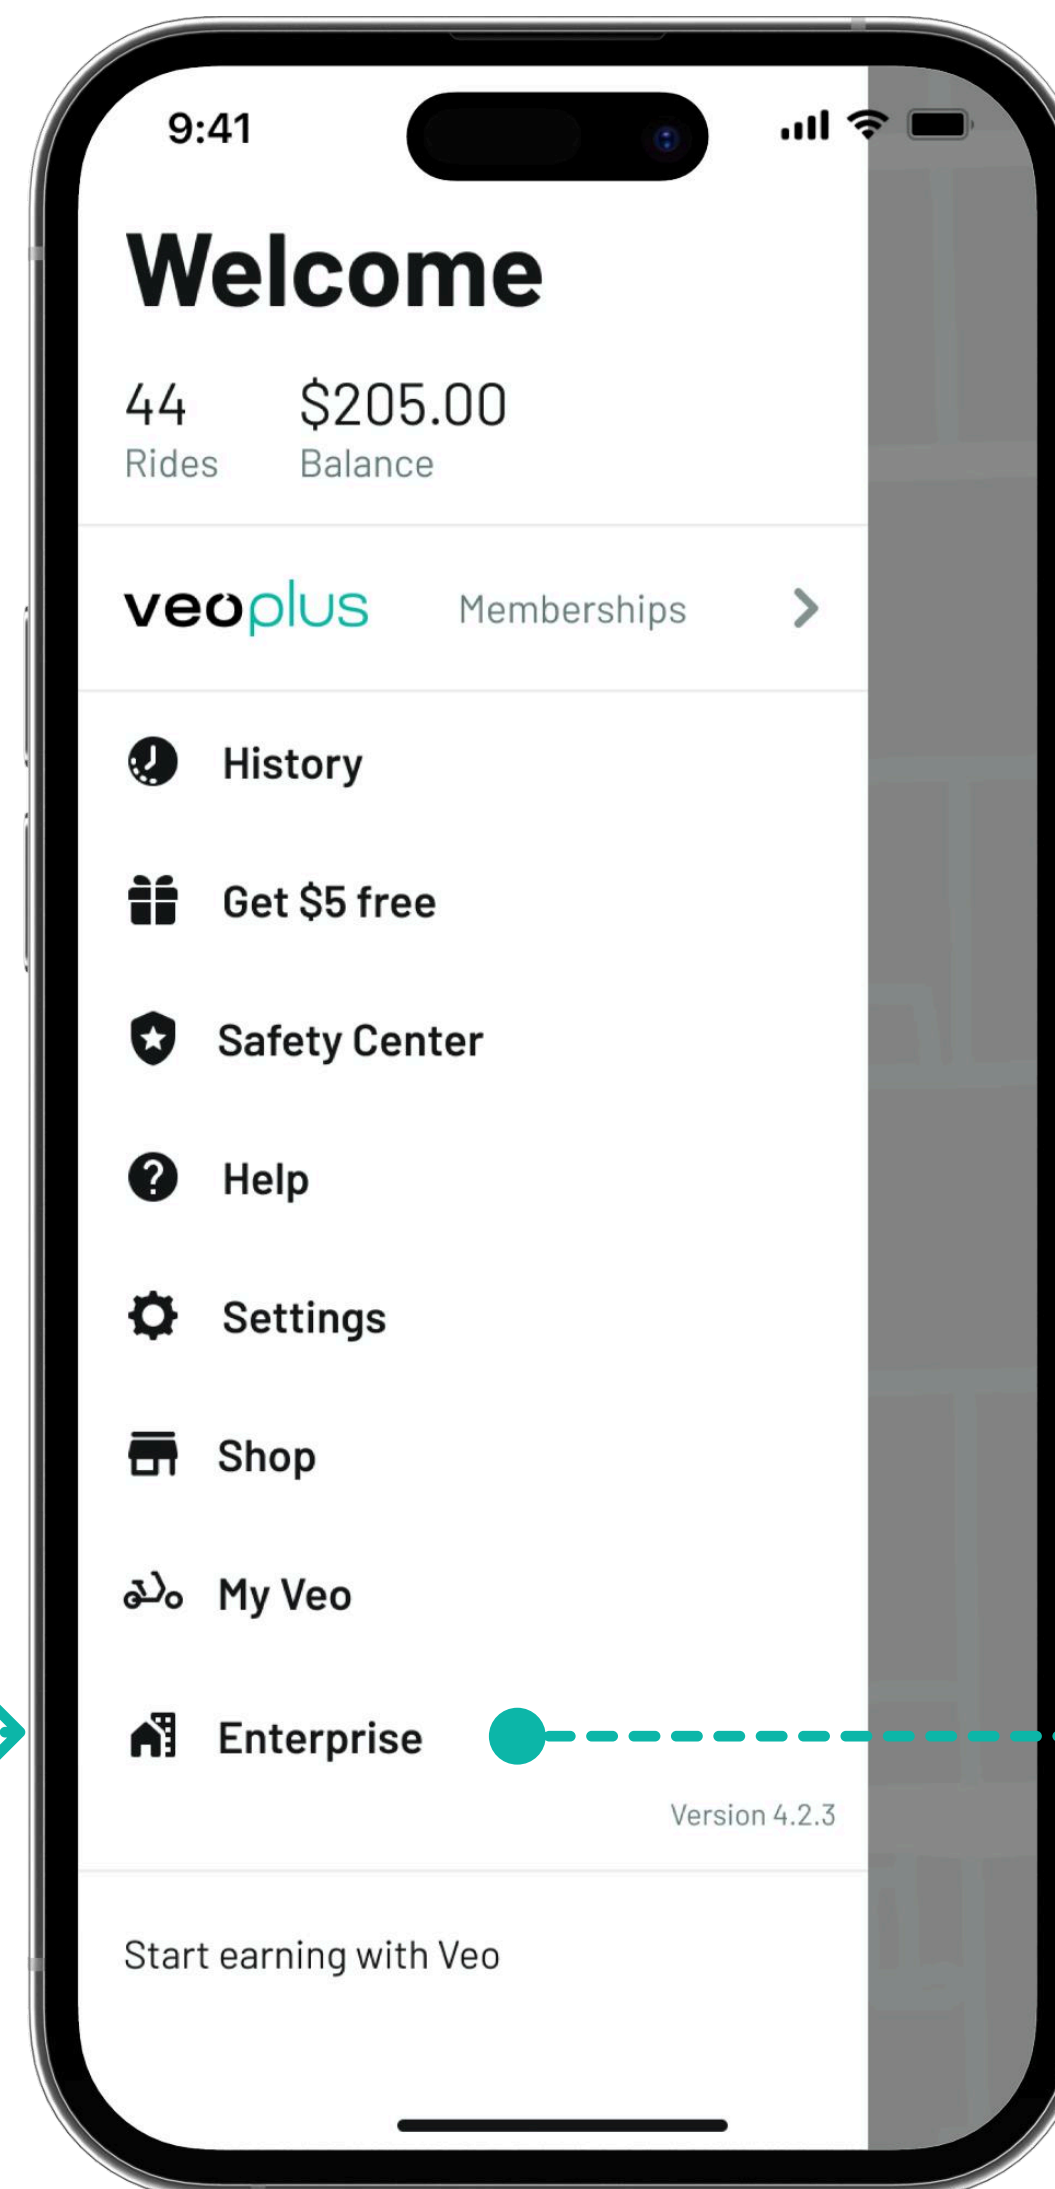 9:41
Welcome
44 $205.00
Rides Balance
veoplus Memberships
History
Get $5 free
Safety Center
Help
Settings
Shop
My Veo
Enterprise
Version 4.2.3
Start earning with Veo